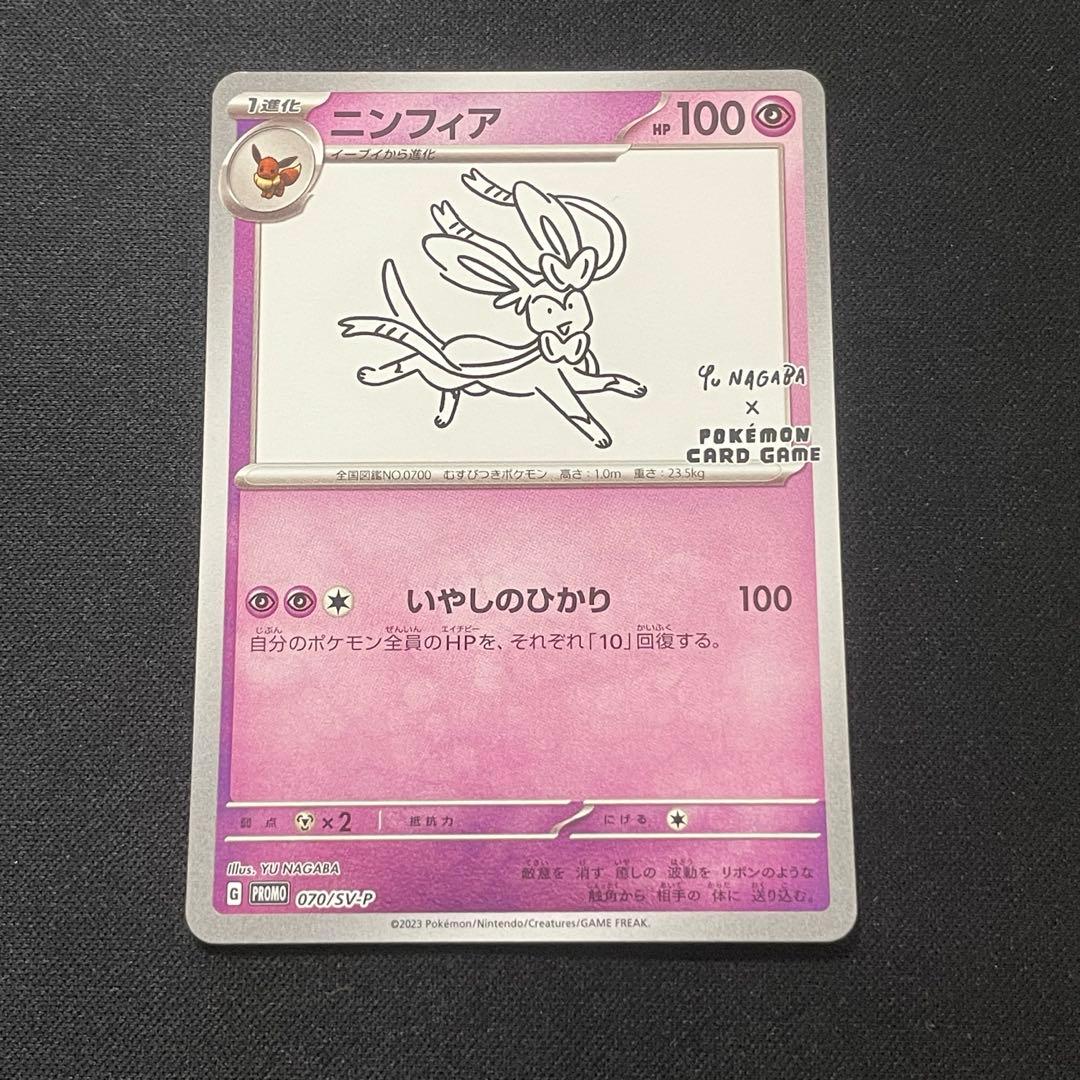 1進化
ニンフィア
HP 100
イーブイから進化
Yu NAGABA
×
POKÉMON
CARD GAME
全国図鑑NO.0700 むすびつきポケモン 高さ：1.0m 重さ：23.5kg
いやしのひかり 100
自分のポケモン全員のHPを、それぞれ「10」回復する。
弱点 ×2 抵抗力 にげる
Illus. YU NAGABA
敵意を 消す 癒しの 波動を リボンのような
触角から 相手の 体に 送り込む。
G PROMO 070/SV-P
©2023 Pokémon/Nintendo/Creatures/GAME FREAK.